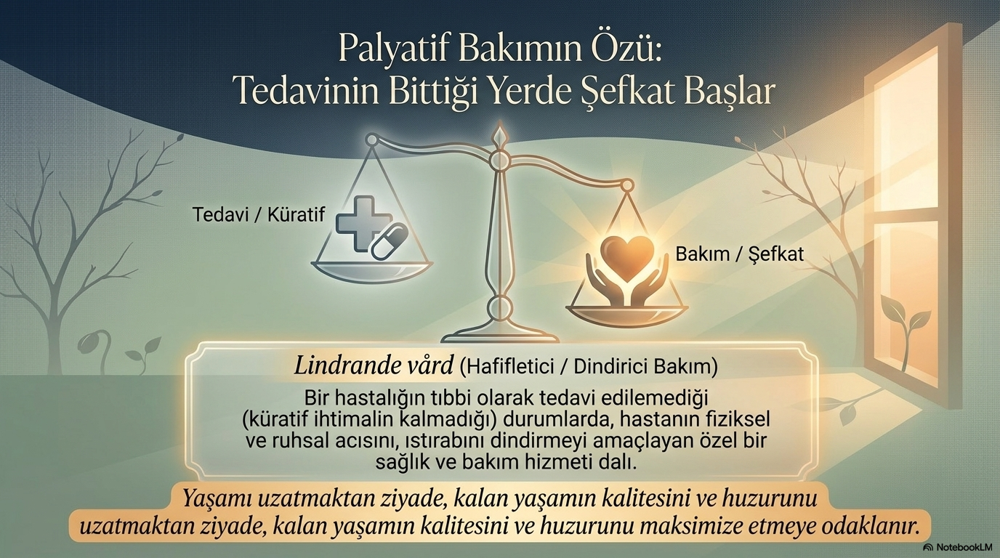 Palyatif Bakımın Özü:
Tedavinin Bittiği Yerde Şefkat Başlar
Tedavi / Küratif
Bakım / Şefkat
Lindrande vård (Hafifletici / Dindirici Bakım)
Bir hastalığın tıbbi olarak tedavi edilemediği
(küratif ihtimalin kalmadığı) durumlarda, hastanın fiziksel
ve ruhsal acısını, ıstırabını dindirmeyi amaçlayan özel bir
sağlık ve bakım hizmeti dalı.
Yaşamı uzatmaktan ziyade, kalan yaşamın kalitesini ve huzurunu
uzatmaktan ziyade, kalan yaşamın kalitesini ve huzurunu maksimize etmeye odaklanır.
NotebookLM